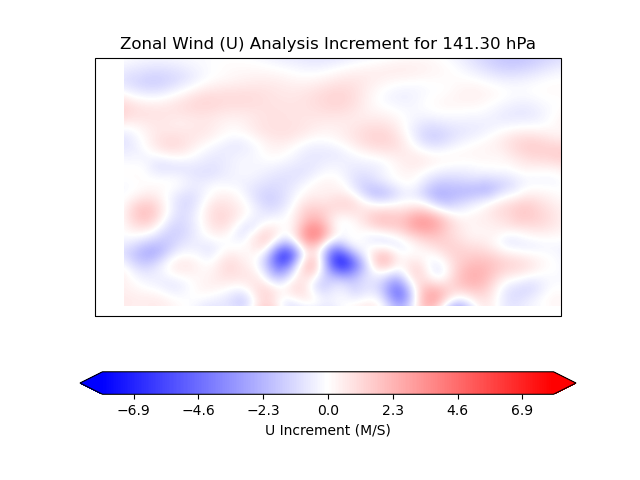 Zonal Wind (U) Analysis Increment for 141.30 hPa
−6.9 −4.6 −2.3 0.0 2.3 4.6 6.9
U Increment (M/S)